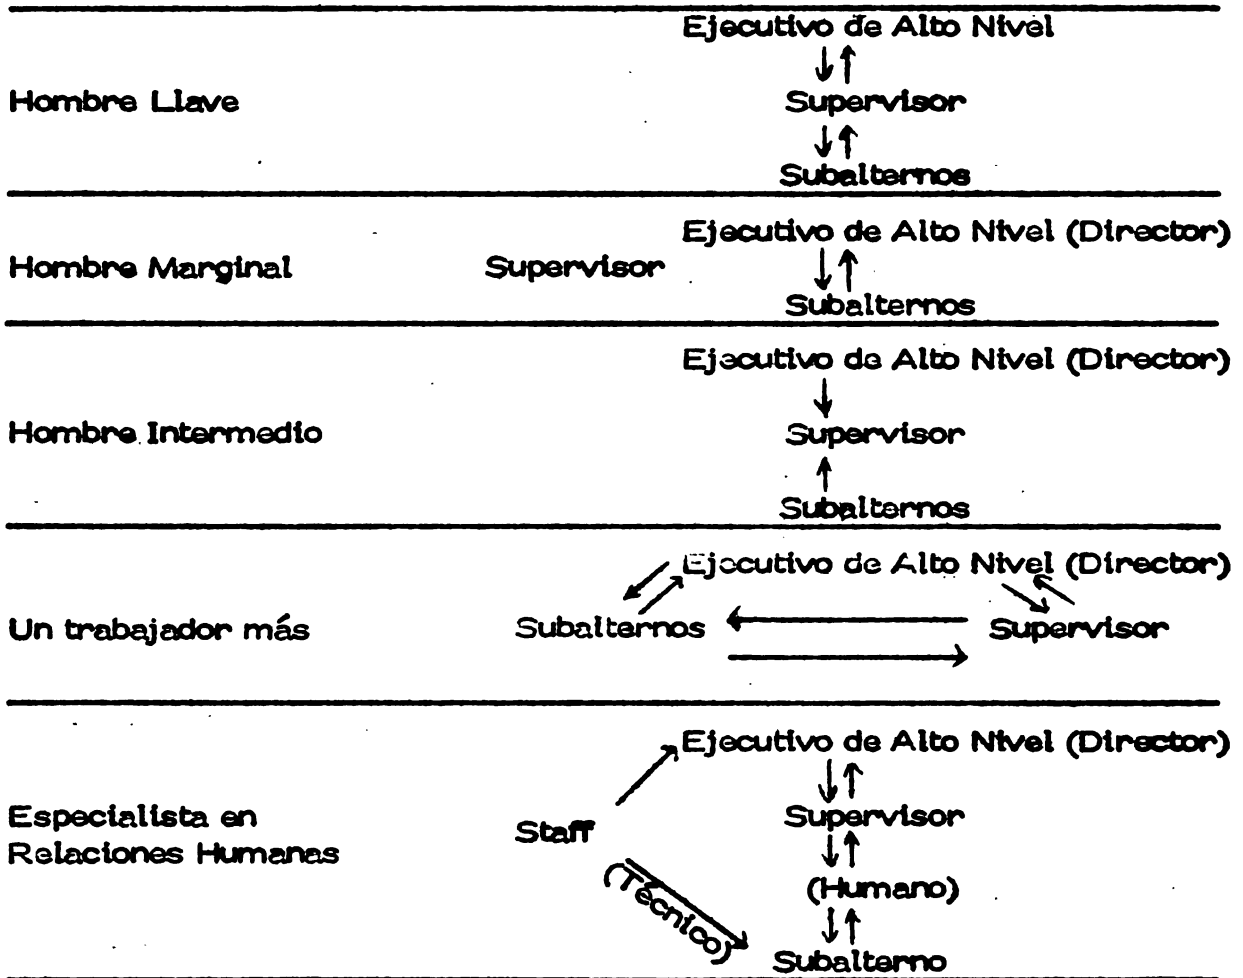 Ejecutivo de Alto Nivel
Hombre Llave
Supervisor
Subalternos
Ejecutivo de Alto Nivel (Director)
Hombre Marginal
Supervisor
Subalternos
Ejecutivo de Alto Nivel (Director)
Hombre Intermedio
Supervisor
Subalternos
Ejecutivo de Alto Nivel (Director)
Un trabajador más
Subalternos
Supervisor
Ejecutivo de Alto Nivel (Director)
Especialista en
Relaciones Humanas
Staff
Supervisor
(Técnico)
(Humano)
Subalterno